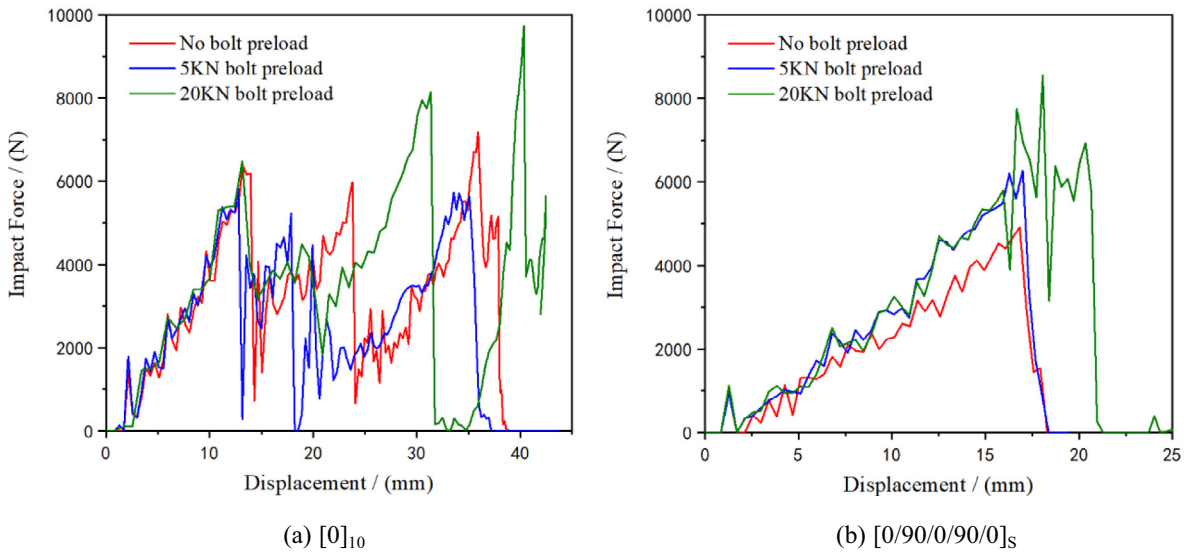 10000
8000
6000
4000
2000
0
Impact Force / (N)
No bolt preload
5KN bolt preload
20KN bolt preload
0 10 20 30 40
Displacement / (mm)
(a) [0]₁₀
10000
8000
6000
4000
2000
0
Impact Force / (N)
No bolt preload
5KN bolt preload
20KN bolt preload
0 5 10 15 20 25
Displacement / (mm)
(b) [0/90/0/90/0]S